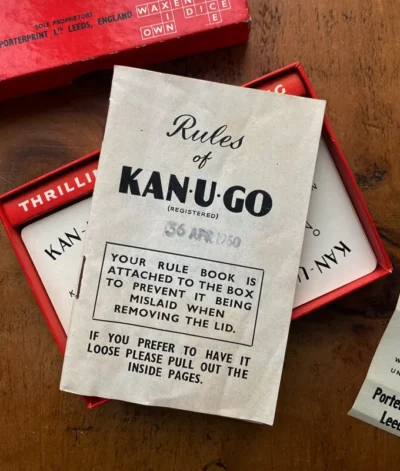 SOLE PROPRIETORS
PORTERPRINT LTD LEEDS, ENGLAND
WAXEN
DICE
OWN
THRILLI
G
KAN
KAN-U
Rules
of
KAN·U·GO
(REGISTERED)
36 APR 1960
YOUR RULE BOOK IS
ATTACHED TO THE BOX
TO PREVENT IT BEING
MISLAID WHEN
REMOVING THE LID.
IF YOU PREFER TO HAVE IT
LOOSE PLEASE PULL OUT THE
INSIDE PAGES.
Porte
Leed